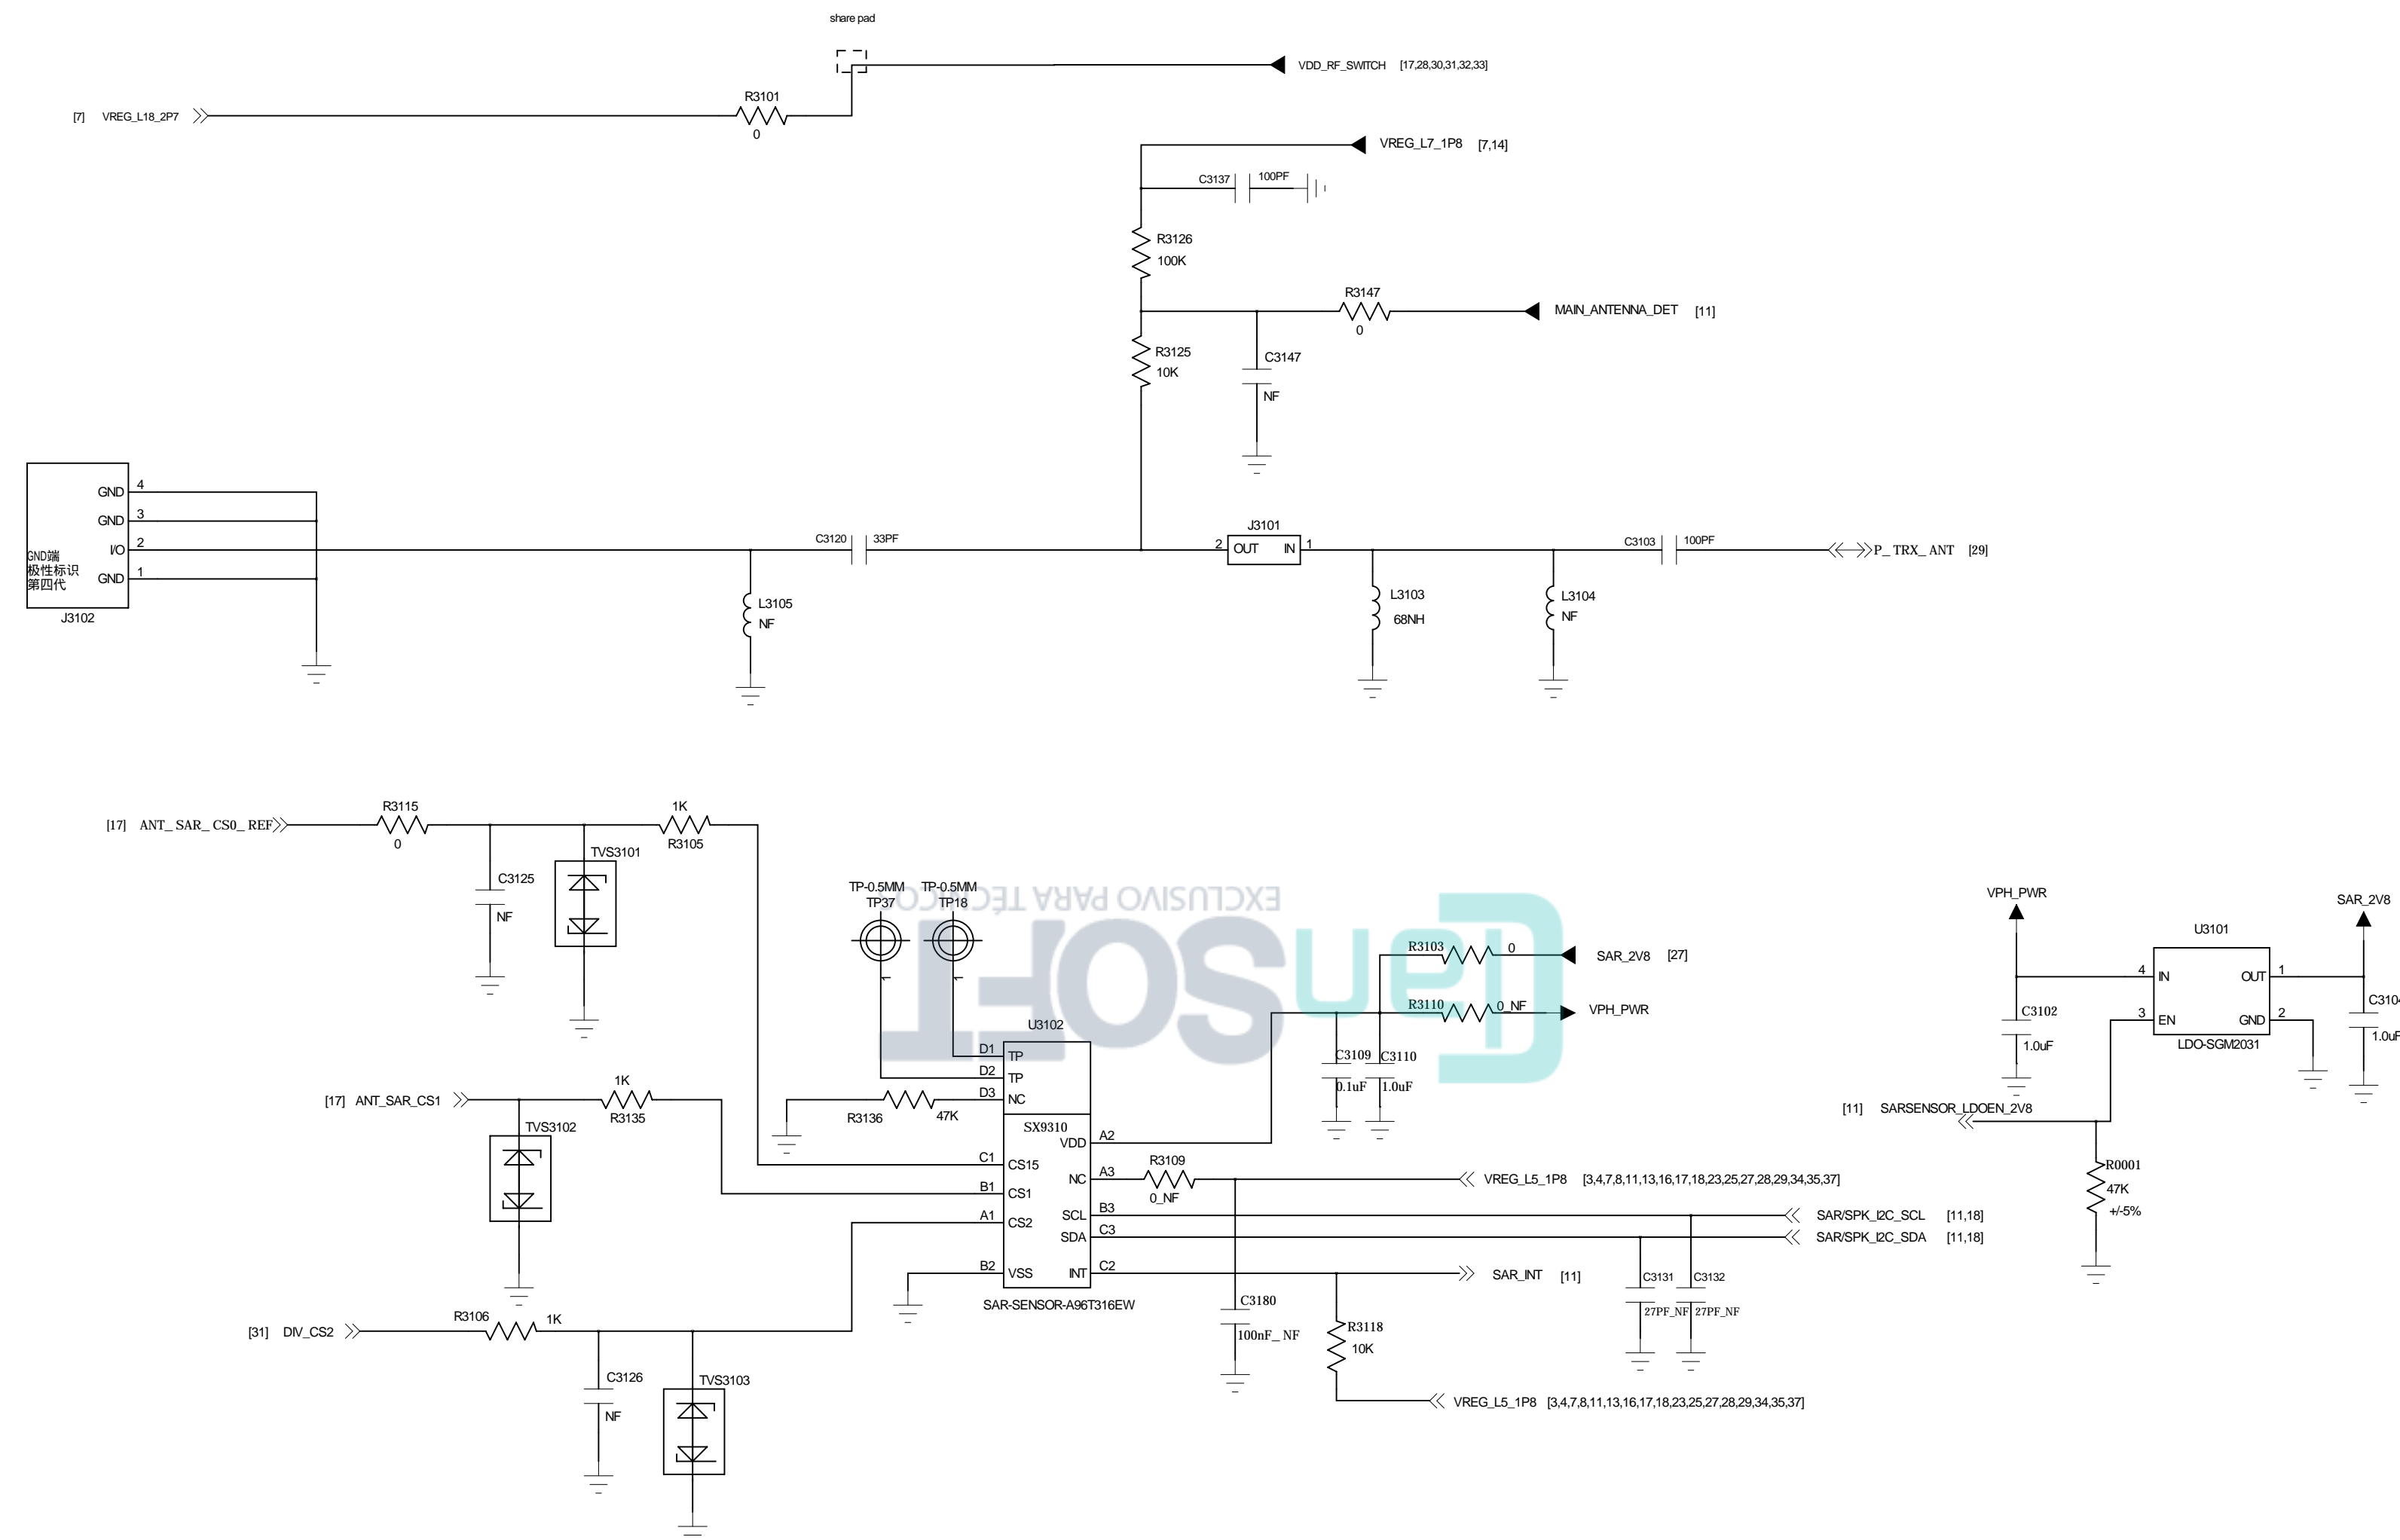 share pad
VDD_RF_SWITCH [17,28,30,31,32,33]
R3101
[7] VREG_L18_2P7
0
VREG_L7_1P8 [7,14]
C3137 100PF
R3126
100K
R3147
MAIN_ANTENNA_DET [11]
0
R3125
10K
C3147
NF
GND 4
GND 3
I/O 2
GND 1
GND端
极性标识
第四代
J3102
C3120 33PF
J3101
2 OUT IN 1
C3103 100PF
P_TRX_ANT [29]
L3105
NF
L3103
68NH
L3104
NF
R3115
1K
[17] ANT_SAR_CS0_REF
0
R3105
TVS3101
C3125
NF
TP-0.5MM TP-0.5MM
TP37 TP18
EXCLUSIVO PARA TÉCNICOS
1 1
R3103 0
SAR_2V8 [27]
R3110 0_NF
VPH_PWR
VPH_PWR
SAR_2V8
U3101
4 IN OUT 1
3 EN GND 2
LDO-SGM2031
C3102
1.0uF
C3104
1.0uF
U3102
D1 TP
D2 TP
D3 NC
C3109 C3110
0.1uF 1.0uF
1K
[17] ANT_SAR_CS1
R3135
R3136 47K
TVS3102
SX9310
VDD A2
C1 CS15
NC A3
B1 CS1
A1 CS2
SCL B3
SDA C3
B2 VSS INT C2
SAR-SENSOR-A96T316EW
R3109
0_NF
VREG_L5_1P8 [3,4,7,8,11,13,16,17,18,23,25,27,28,29,34,35,37]
SAR/SPK_I2C_SCL [11,18]
SAR/SPK_I2C_SDA [11,18]
SAR_INT [11]
[11] SARSENSOR_LDOEN_2V8
R0001
47K
+/-5%
C3131 C3132
27PF_NF 27PF_NF
C3180
100nF_NF
R3118
10K
R3106 1K
[31] DIV_CS2
C3126
NF
TVS3103
VREG_L5_1P8 [3,4,7,8,11,13,16,17,18,23,25,27,28,29,34,35,37]